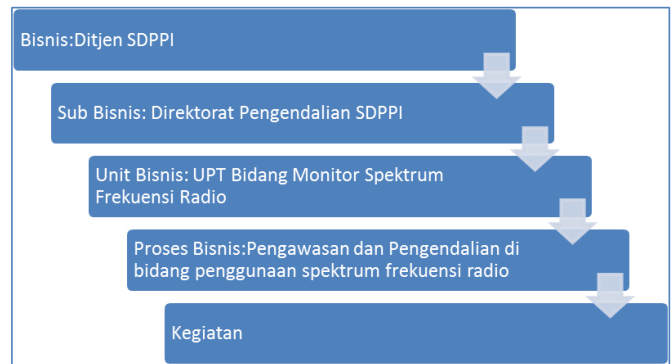 Bisnis:Ditjen SDPPI
Sub Bisnis: Direktorat Pengendalian SDPPI
Unit Bisnis: UPT Bidang Monitor Spektrum
Frekuensi Radio
Proses Bisnis:Pengawasan dan Pengendalian di
bidang penggunaan spektrum frekuensi radio
Kegiatan